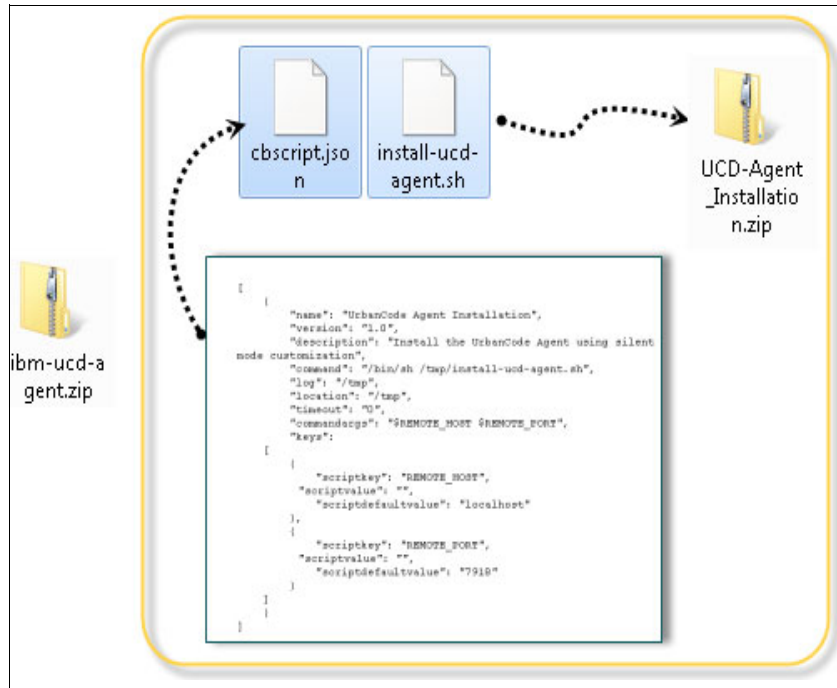 cbscript.jso
n
install-ucd-
agent.sh
UCD-Agent
_Installatio
n.zip
ibm-ucd-a
gent.zip
[
{
"name": "UrbanCode Agent Installation",
"version": "1.0",
"description": "Install the UrbanCode Agent using silent
mode customization",
"command": "/bin/sh /tmp/install-ucd-agent.sh",
"log": "/tmp",
"location": "/tmp",
"timeout": "0",
"commandargs": "$REMOTE_HOST $REMOTE_PORT",
"keys":
[
{
"scriptkey": "REMOTE_HOST",
"scriptvalue": "",
"scriptdefaultvalue": "localhost"
},
{
"scriptkey": "REMOTE_PORT",
"scriptvalue": "",
"scriptdefaultvalue": "7918"
}
]
}
]